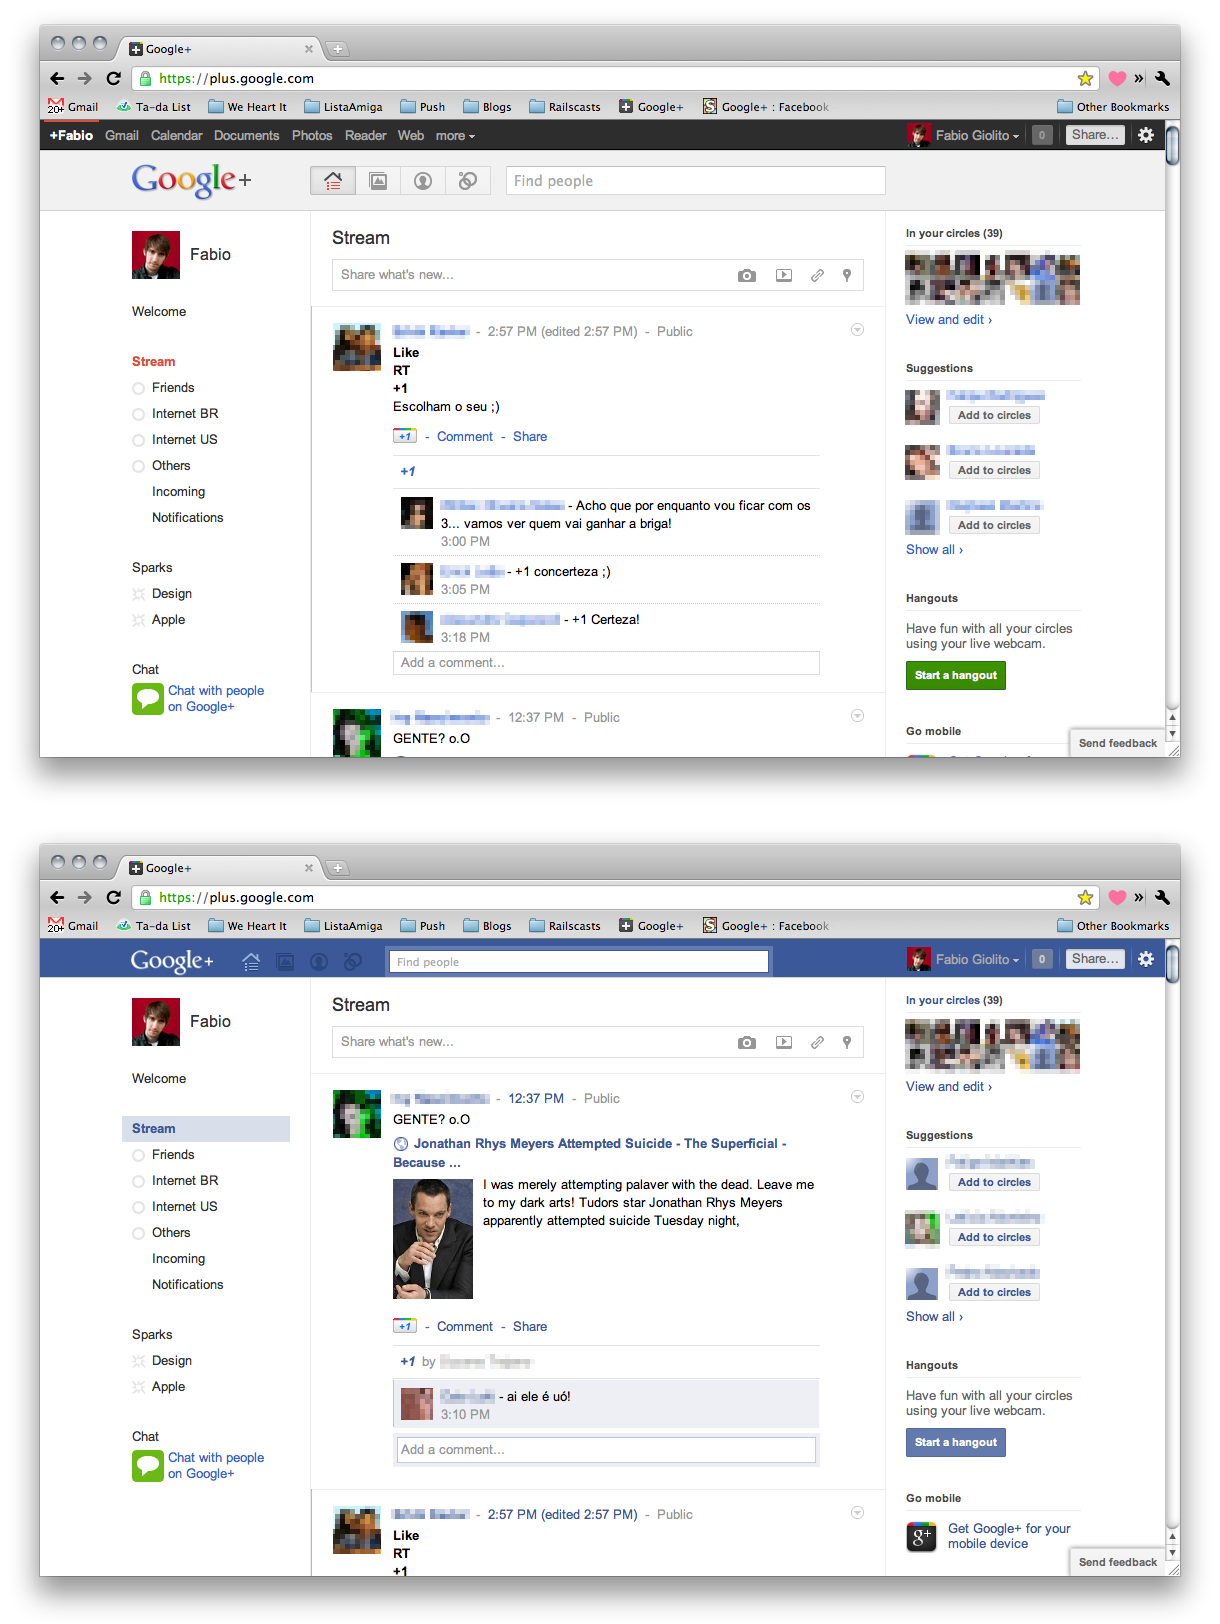 Google+
https://plus.google.com
Gmail Ta-da List We Heart It ListaAmiga Push Blogs Railscasts Google+ Google+ : Facebook Other Bookmarks
+Fabio Gmail Calendar Documents Photos Reader Web more Fabio Giolito 0 Share...
Google+ Find people
Fabio
Welcome
Stream
Friends
Internet BR
Internet US
Others
Incoming
Notifications
Sparks
Design
Apple
Chat
Chat with people
on Google+
Stream
Share what's new...
- 2:57 PM (edited 2:57 PM) - Public
Like
RT
+1
Escolham o seu ;)
+1 - Comment - Share
+1
- Acho que por enquanto vou ficar com os
3... vamos ver quem vai ganhar a briga!
3:00 PM
- +1 concerteza ;)
3:05 PM
- +1 Certeza!
3:18 PM
Add a comment...
- 12:37 PM - Public
GENTE? o.O
In your circles (39)
View and edit ›
Suggestions
Add to circles
Add to circles
Add to circles
Show all ›
Hangouts
Have fun with all your circles
using your live webcam.
Start a hangout
Go mobile
Send feedback
Google+
https://plus.google.com
Gmail Ta-da List We Heart It ListaAmiga Push Blogs Railscasts Google+ Google+ : Facebook Other Bookmarks
Google+ Find people Fabio Giolito 0 Share...
Fabio
Welcome
Stream
Friends
Internet BR
Internet US
Others
Incoming
Notifications
Sparks
Design
Apple
Chat
Chat with people
on Google+
Stream
Share what's new...
- 12:37 PM - Public
GENTE? o.O
Jonathan Rhys Meyers Attempted Suicide - The Superficial -
Because ...
I was merely attempting palaver with the dead. Leave me
to my dark arts! Tudors star Jonathan Rhys Meyers
apparently attempted suicide Tuesday night,
+1 - Comment - Share
+1 by
- ai ele é uó!
3:10 PM
Add a comment...
- 2:57 PM (edited 2:57 PM) - Public
Like
RT
+1
In your circles (39)
View and edit ›
Suggestions
Add to circles
Add to circles
Add to circles
Show all ›
Hangouts
Have fun with all your circles
using your live webcam.
Start a hangout
Go mobile
g+ Get Google+ for your
mobile device
Send feedback